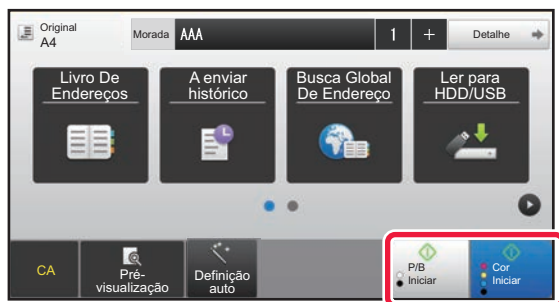 Original
A4
Morada AAA 1 + Detalhe
Livro De
Endereços
A enviar
histórico
Busca Global
De Endereço
Ler para
HDD/USB
CA
Pré-
visualização
Definição
auto
P/B
Iniciar
Cor
Iniciar